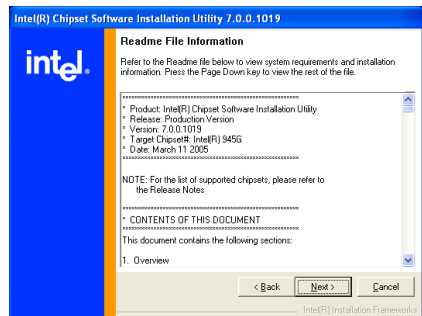 Intel(R) Chipset Software Installation Utility 7.0.0.1019
intel®
Readme File Information
Refer to the Readme file below to view system requirements and installation
information. Press the Page Down key to view the rest of the file.
************************************************************
* Product: Intel(R) Chipset Software Installation Utility
* Release: Production Version
* Version: 7.0.0.1019
* Target Chipset#: Intel(R) 945G
* Date: March 11 2005
************************************************************
NOTE: For the list of supported chipsets, please refer to
the Release Notes
************************************************************
* CONTENTS OF THIS DOCUMENT
************************************************************
This document contains the following sections:
1. Overview
< Back
Next >
Cancel
Intel(R) Installation Frameworks